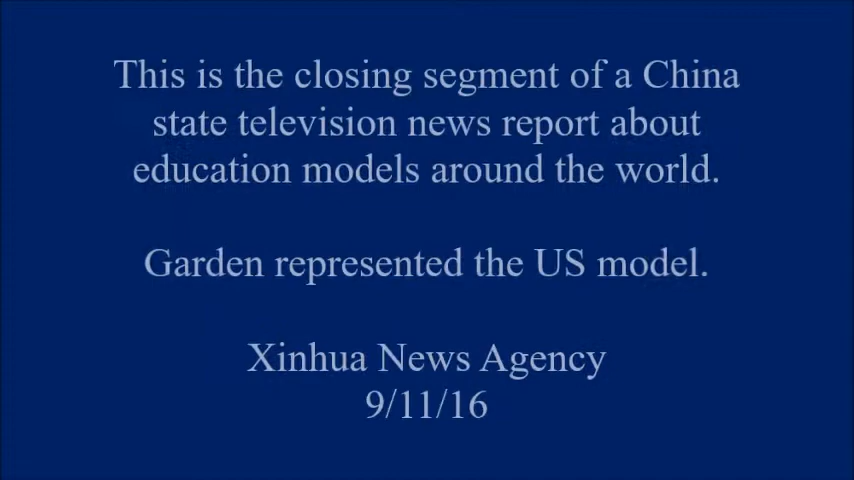 This is the closing segment of a China
state television news report about
education models around the world.
Garden represented the US model.
Xinhua News Agency
9/11/16